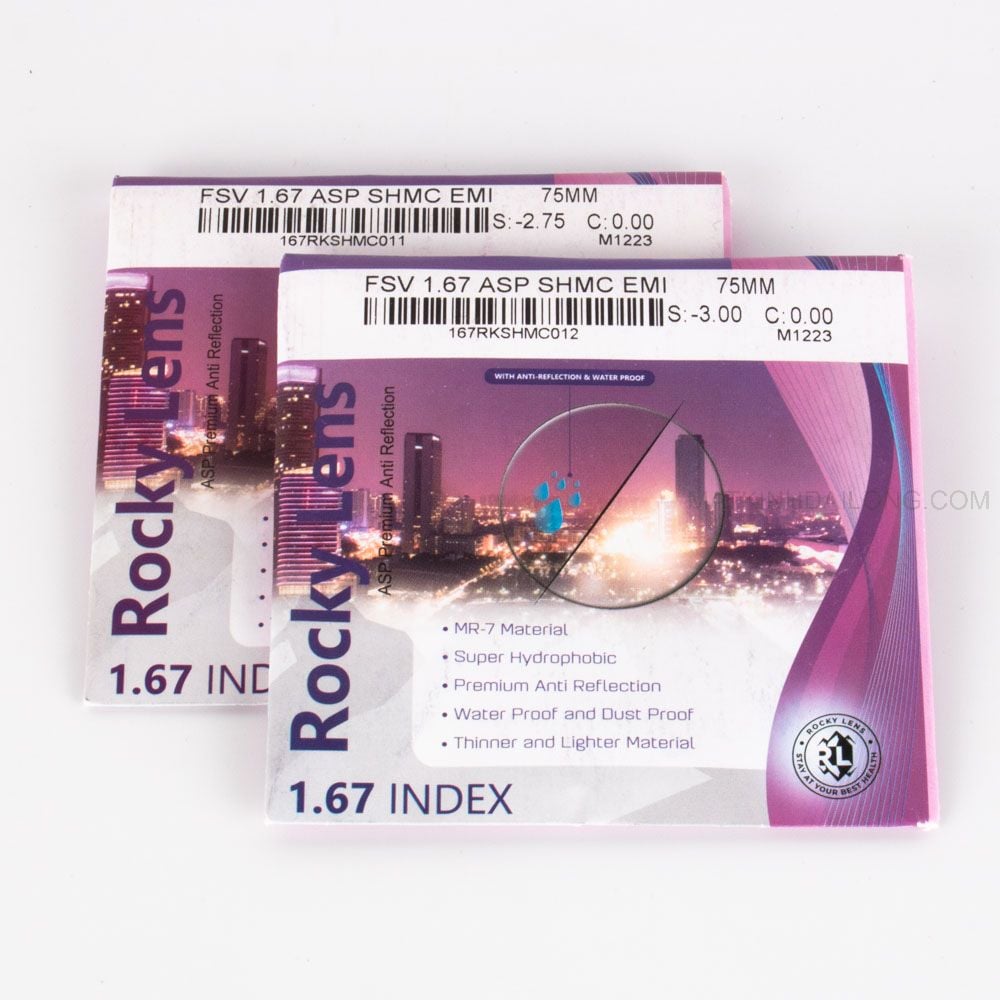 FSV 1.67 ASP SHMC EMI 75MM
S:-2.75 C:0.00
167RKSHMC011 M1223
Rocky Lens
ASP Premium Anti Reflection
1.67 IND
FSV 1.67 ASP SHMC EMI 75MM
S:-3.00 C:0.00
167RKSHMC012 M1223
WITH ANTI-REFLECTION & WATER PROOF
Rocky Lens
ASP Premium Anti Reflection
• MR-7 Material
• Super Hydrophobic
• Premium Anti Reflection
• Water Proof and Dust Proof
• Thinner and Lighter Material
1.67 INDEX
ROCKY LENS
RL
STAY AT YOUR BEST HEALTH